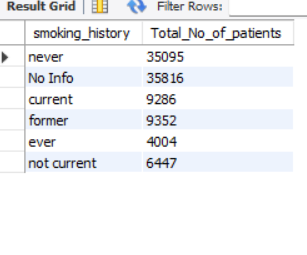 Result Grid Filter Rows:
smoking_history Total_No_of_patients
never 35095
No Info 35816
current 9286
former 9352
ever 4004
not current 6447